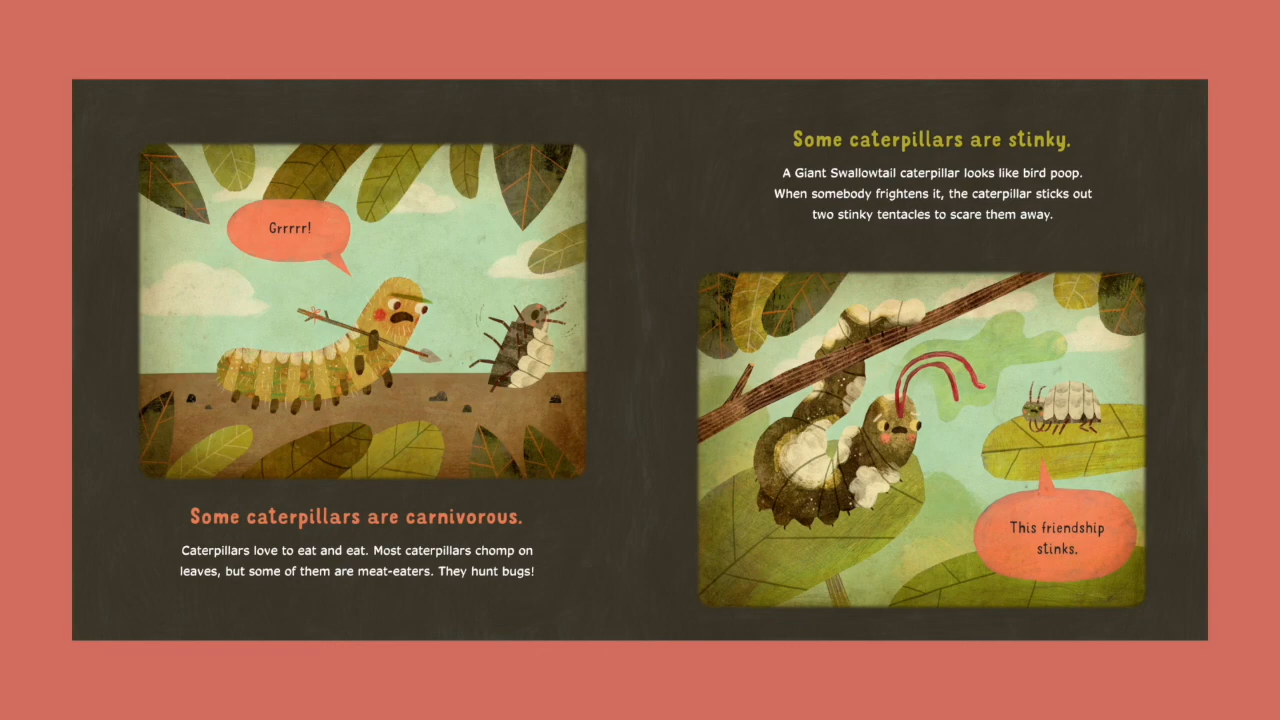 Grrrrr!
Some caterpillars are carnivorous.
Caterpillars love to eat and eat. Most caterpillars chomp on
leaves, but some of them are meat-eaters. They hunt bugs!
Some caterpillars are stinky.
A Giant Swallowtail caterpillar looks like bird poop.
When somebody frightens it, the caterpillar sticks out
two stinky tentacles to scare them away.
This friendship
stinks.